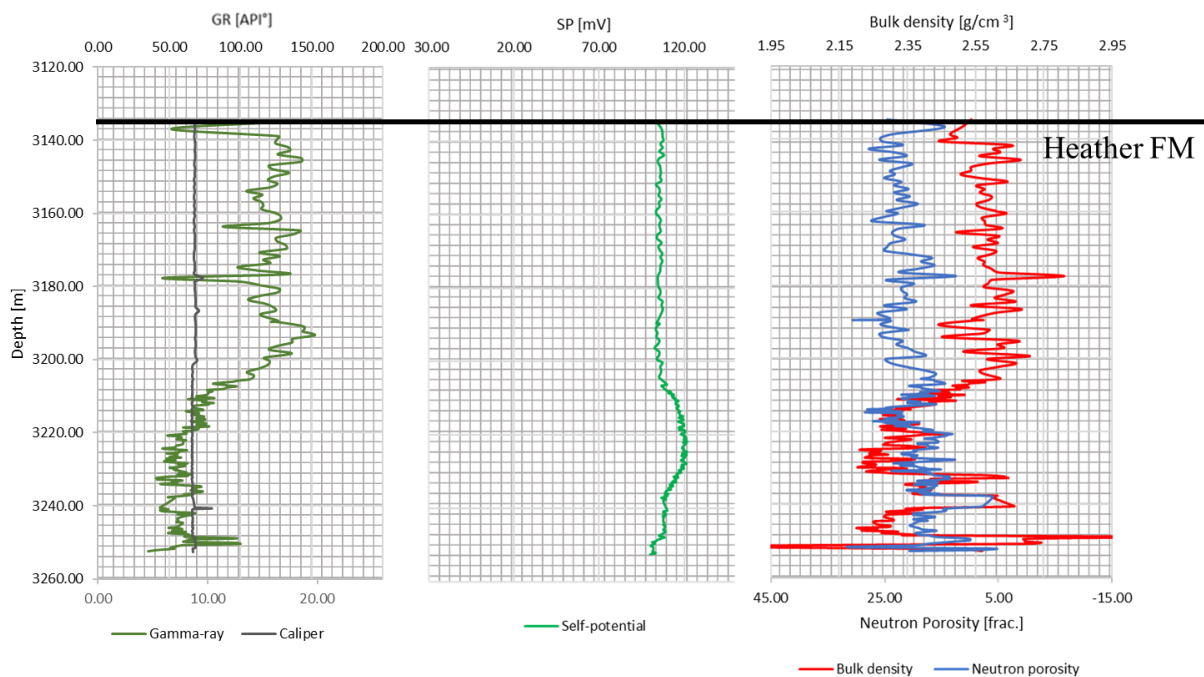 GR [API°]
SP [mV]
Bulk density [g/cm ³]
0.00 50.00 100.00 150.00 200.00
30.00 20.00 70.00 120.00
1.95 2.15 2.35 2.55 2.75 2.95
3120.00
3140.00
Heather FM
3160.00
3180.00
Depth [m]
3200.00
3220.00
3240.00
3260.00
0.00 10.00 20.00
45.00 25.00 5.00 -15.00
Neutron Porosity [frac.]
Gamma-ray Caliper
Self-potential
Bulk density Neutron porosity